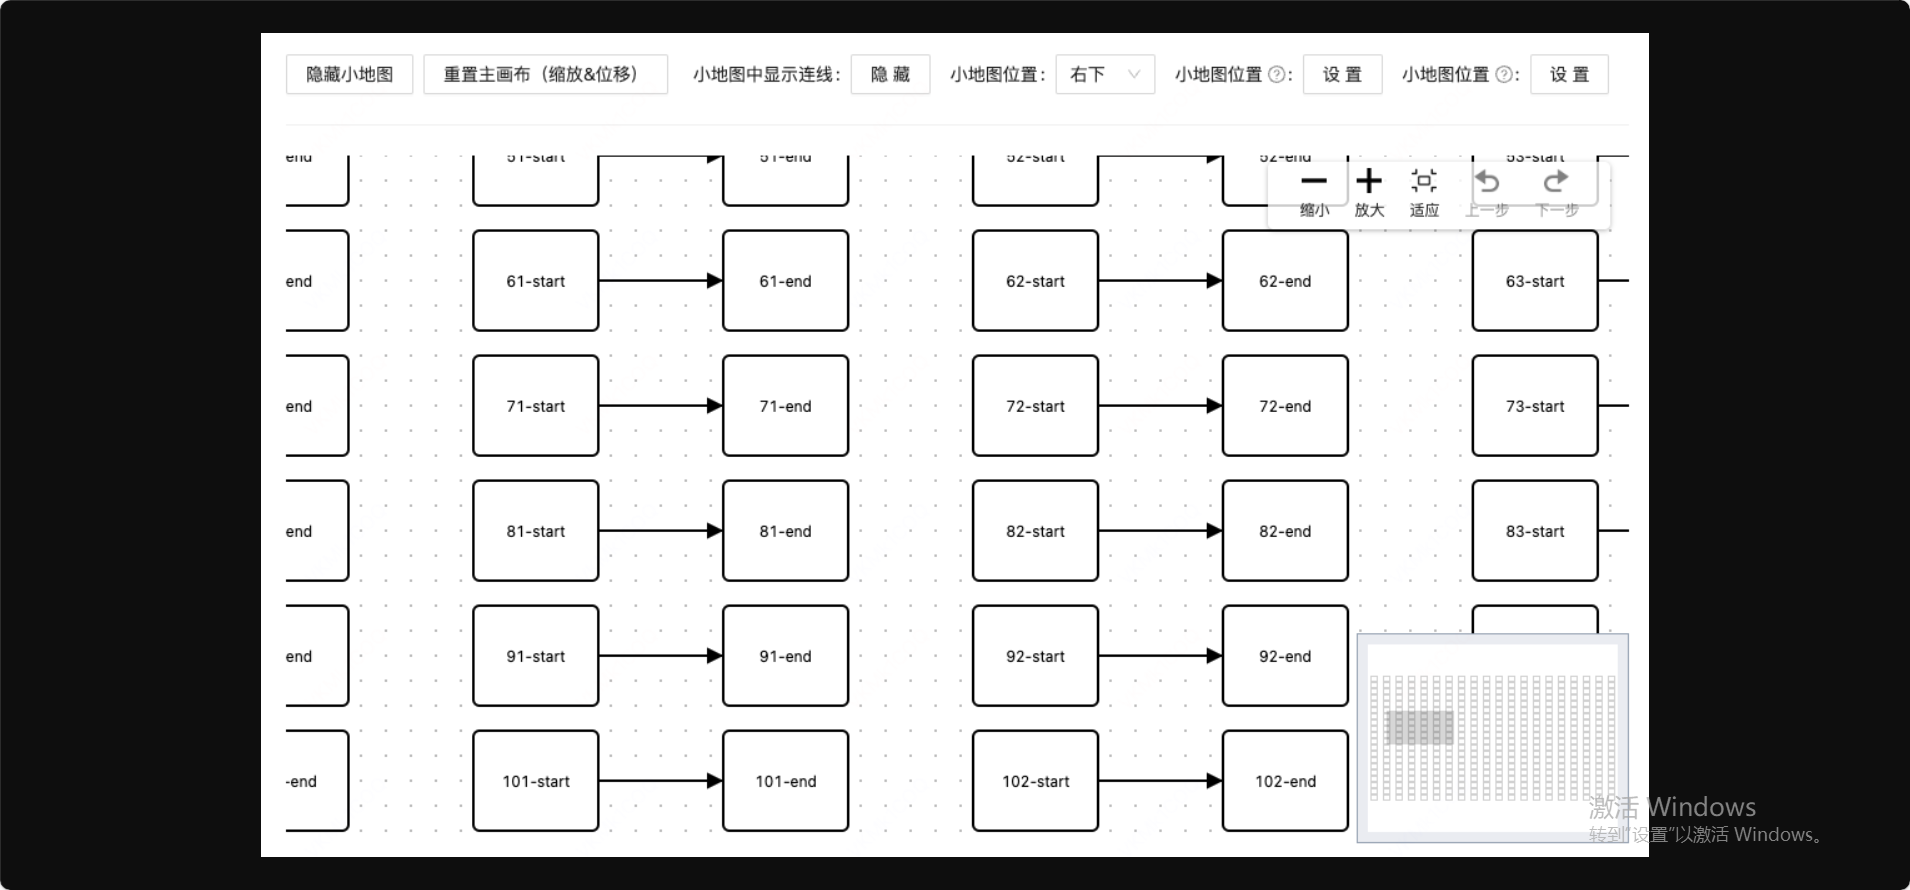 隐藏小地图 重置主画布（缩放&位移） 小地图中显示连线： 隐 藏 小地图位置： 右下 小地图位置 ?： 设 置 小地图位置 ?： 设 置
end 51-start 51-end 52-start 52-end 53-start
缩小 放大 适应 上一步 下一步
end 61-start 61-end 62-start 62-end 63-start
end 71-start 71-end 72-start 72-end 73-start
end 81-start 81-end 82-start 82-end 83-start
end 91-start 91-end 92-start 92-end
-end 101-start 101-end 102-start 102-end
激活 Windows
转到"设置"以激活 Windows。